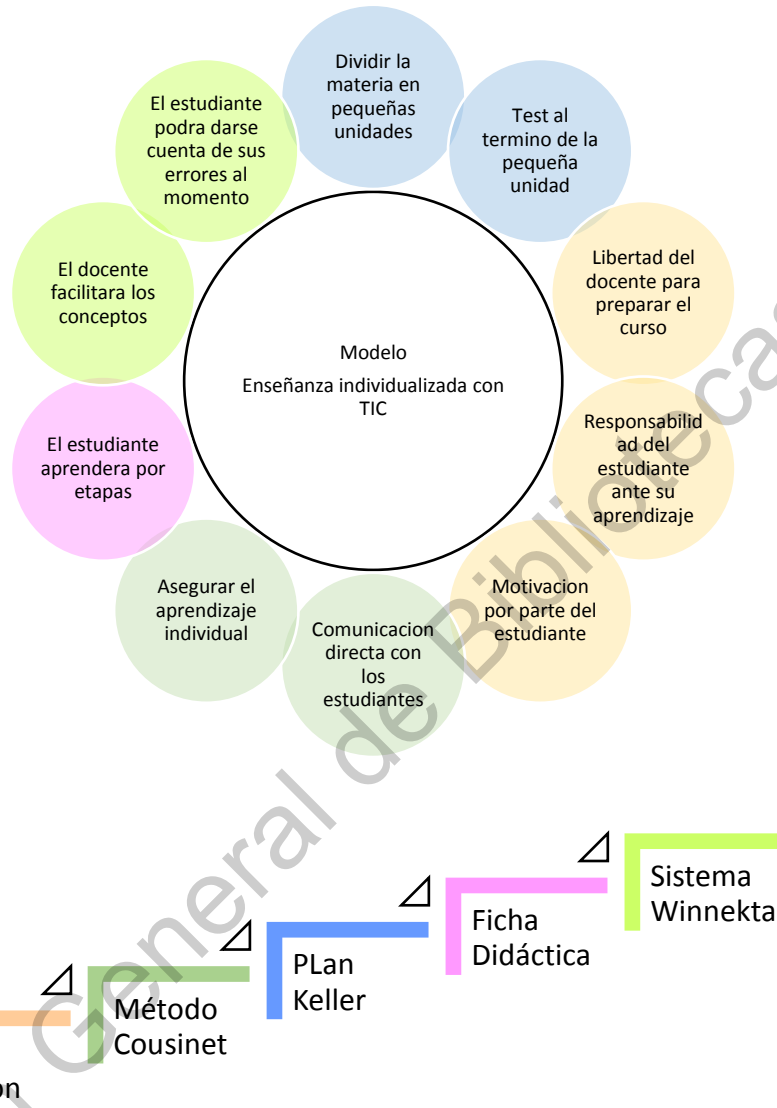 Dividir la
materia en
pequeñas
unidades
Test al
termino de la
pequeña
unidad
Libertad del
docente para
preparar el
curso
Responsabilid
ad del
estudiante
ante su
aprendizaje
Motivacion
por parte del
estudiante
Comunicacion
directa con
los
estudiantes
Asegurar el
aprendizaje
individual
El estudiante
aprendera por
etapas
El docente
facilitara los
conceptos
El estudiante
podra darse
cuenta de sus
errores al
momento
Modelo
Enseñanza individualizada con
TIC
on
Método
Cousinet
PLan
Keller
Ficha
Didáctica
Sistema
Winnekta
General de Bibliotecas